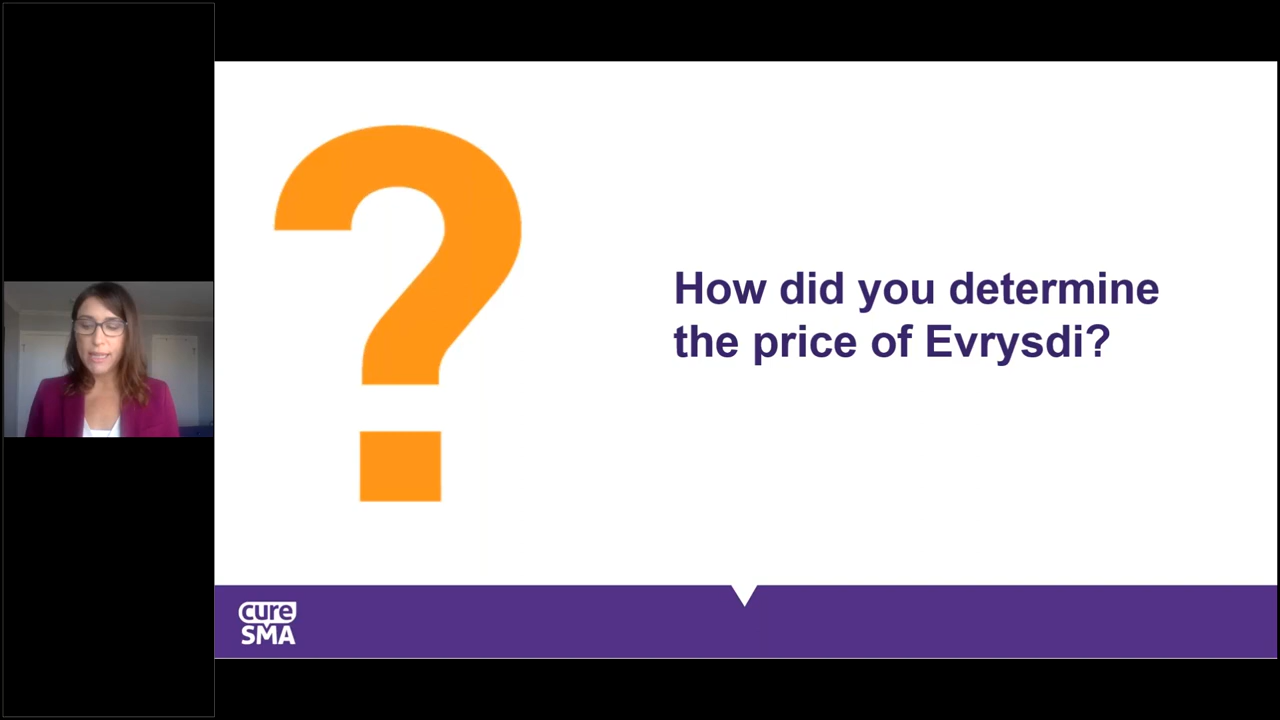 ?
How did you determine
the price of Evrysdi?
cure
SMA